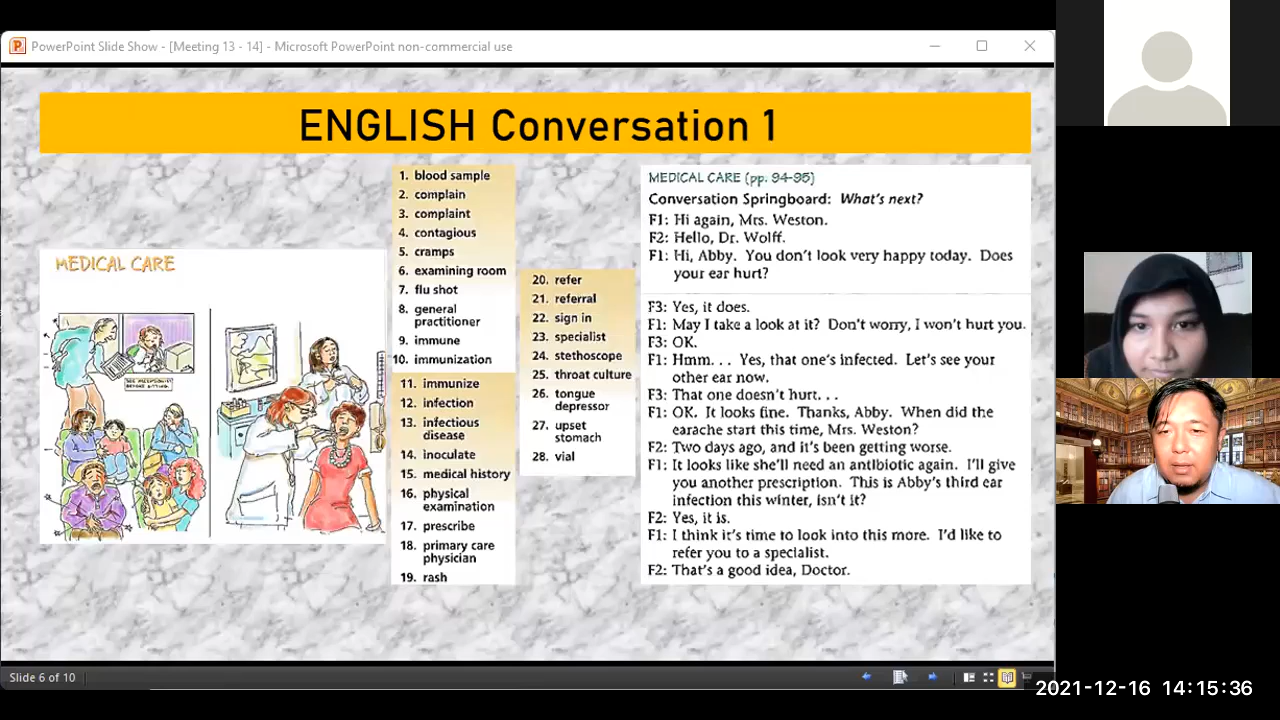 PowerPoint Slide Show - [Meeting 13 - 14] - Microsoft PowerPoint non-commercial use
ENGLISH Conversation 1
MEDICAL CARE
SEE RECEPTIONIST
BEFORE SITTING.
1. blood sample
2. complain
3. complaint
4. contagious
5. cramps
6. examining room
7. flu shot
8. general
practitioner
9. immune
10. immunization
11. immunize
12. infection
13. infectious
disease
14. inoculate
15. medical history
16. physical
examination
17. prescribe
18. primary care
physician
19. rash
20. refer
21. referral
22. sign in
23. specialist
24. stethoscope
25. throat culture
26. tongue
depressor
27. upset
stomach
28. vial
MEDICAL CARE (pp. 94-95)
Conversation Springboard: What's next?
F1: Hi again, Mrs. Weston.
F2: Hello, Dr. Wolff.
F1: Hi, Abby. You don't look very happy today. Does
your ear hurt?
F3: Yes, it does.
F1: May I take a look at it? Don't worry, I won't hurt you.
F3: OK.
F1: Hmm. . . Yes, that one's infected. Let's see your
other ear now.
F3: That one doesn't hurt. . .
F1: OK. It looks fine. Thanks, Abby. When did the
earache start this time, Mrs. Weston?
F2: Two days ago, and it's been getting worse.
F1: It looks like she'll need an antibiotic again. I'll give
you another prescription. This is Abby's third ear
infection this winter, isn't it?
F2: Yes, it is.
F1: I think it's time to look into this more. I'd like to
refer you to a specialist.
F2: That's a good idea, Doctor.
Slide 6 of 10
2021-12-16 14:15:36